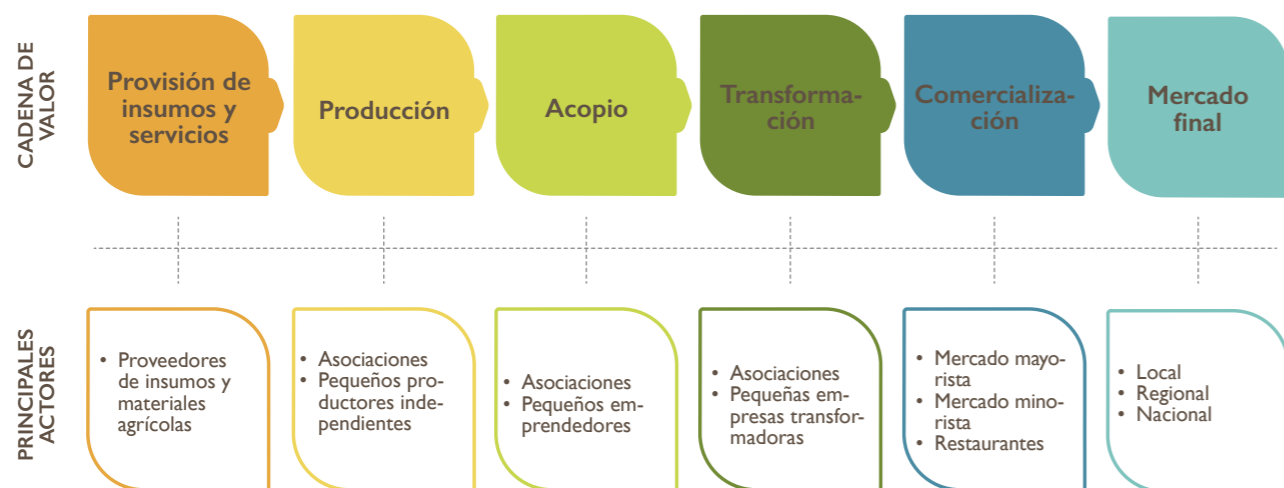 CADENA DE
VALOR
Provisión de
insumos y
servicios
Producción
Acopio
Transforma-
ción
Comercializa-
ción
Mercado
final
PRINCIPALES
ACTORES
• Proveedores
de insumos y
materiales
agrícolas
• Asociaciones
• Pequeños pro-
ductores inde-
pendientes
• Asociaciones
• Pequeños em-
prendedores
• Asociaciones
• Pequeñas em-
presas transfor-
madoras
• Mercado mayo-
rista
• Mercado mino-
rista
• Restaurantes
• Local
• Regional
• Nacional